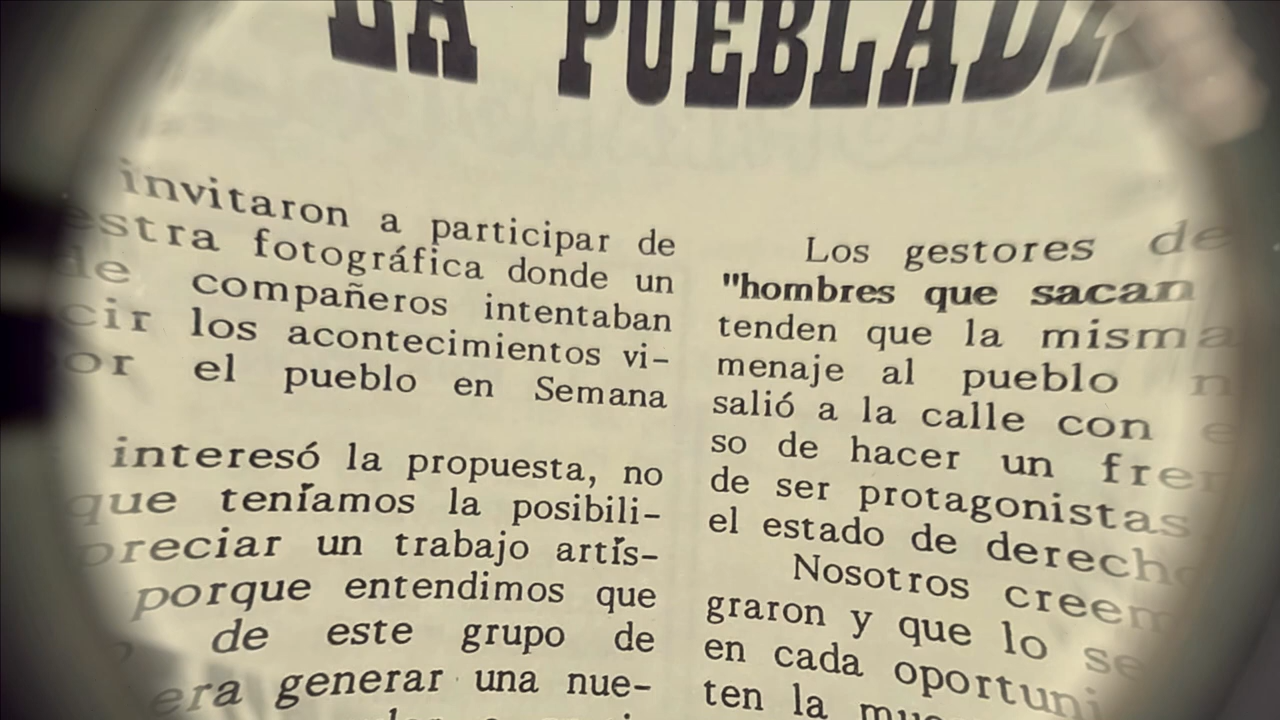 LA PUEBLADA
invitaron a participar de
estra fotográfica donde un
de compañeros intentaban
cir los acontecimientos vi-
or el pueblo en Semana
interesó la propuesta, no
que teníamos la posibili-
preciar un trabajo artís-
porque entendimos que
de este grupo de
era generar una nue-
Los gestores de
"hombres que sacan
tenden que la misma
menaje al pueblo
salió a la calle con
so de hacer un fren
de ser protagonistas
el estado de derecho
Nosotros creem
graron y que lo se
en cada oportuni
ten la